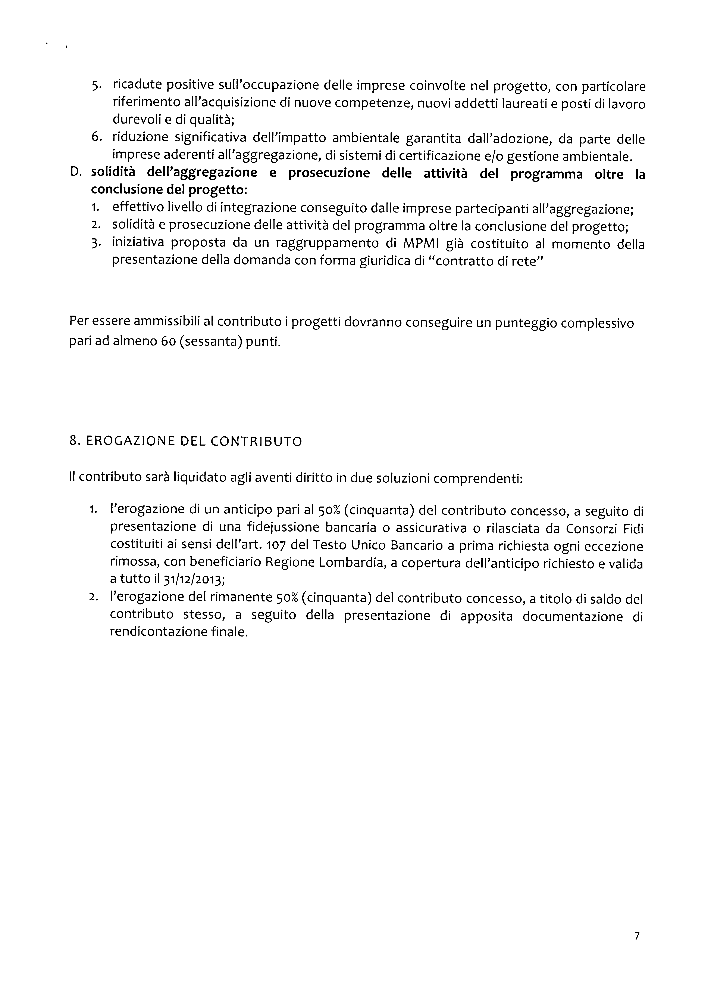 5. ricadute positive sull'occupazione delle imprese coinvolte nel progetto, con particolare
riferimento all'acquisizione di nuove competenze, nuovi addetti laureati e posti di lavoro
durevoli e di qualità;
6. riduzione significativa dell'impatto ambientale garantita dall'adozione, da parte delle
imprese aderenti all'aggregazione, di sistemi di certificazione e/o gestione ambientale.
D. solidità dell'aggregazione e prosecuzione delle attività del programma oltre la
conclusione del progetto:
1. effettivo livello di integrazione conseguito dalle imprese partecipanti all'aggregazione;
2. solidità e prosecuzione delle attività del programma oltre la conclusione del progetto;
3. iniziativa proposta da un raggruppamento di MPMI già costituito al momento della
presentazione della domanda con forma giuridica di “contratto di rete”
Per essere ammissibili al contributo i progetti dovranno conseguire un punteggio complessivo
pari ad almeno 60 (sessanta) punti.
8. EROGAZIONE DEL CONTRIBUTO
Il contributo sarà liquidato agli aventi diritto in due soluzioni comprendenti:
1. l'erogazione di un anticipo pari al 50% (cinquanta) del contributo concesso, a seguito di
presentazione di una fidejussione bancaria o assicurativa o rilasciata da Consorzi Fidi
costituiti ai sensi dell'art. 107 del Testo Unico Bancario a prima richiesta ogni eccezione
rimossa, con beneficiario Regione Lombardia, a copertura dell'anticipo richiesto e valida
a tutto il 31/12/2013;
2. l'erogazione del rimanente 50% (cinquanta) del contributo concesso, a titolo di saldo del
contributo stesso, a seguito della presentazione di apposita documentazione di
rendicontazione finale.
7